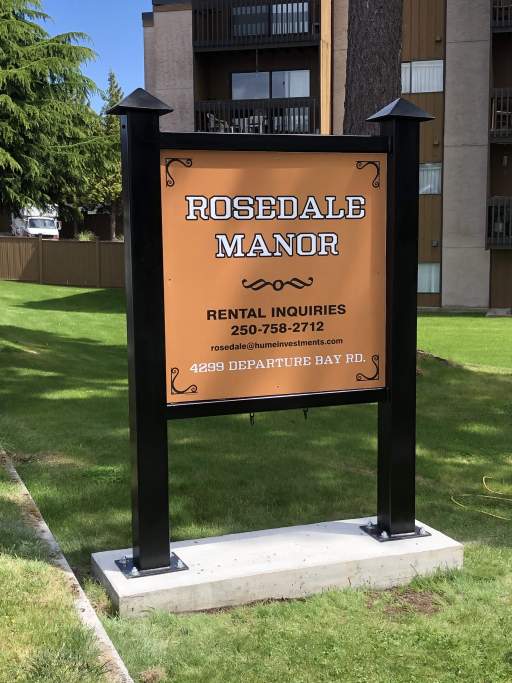 ROSEDALE
MANOR
RENTAL INQUIRIES
250-758-2712
rosedale@humeinvestments.com
4299 DEPARTURE BAY RD.